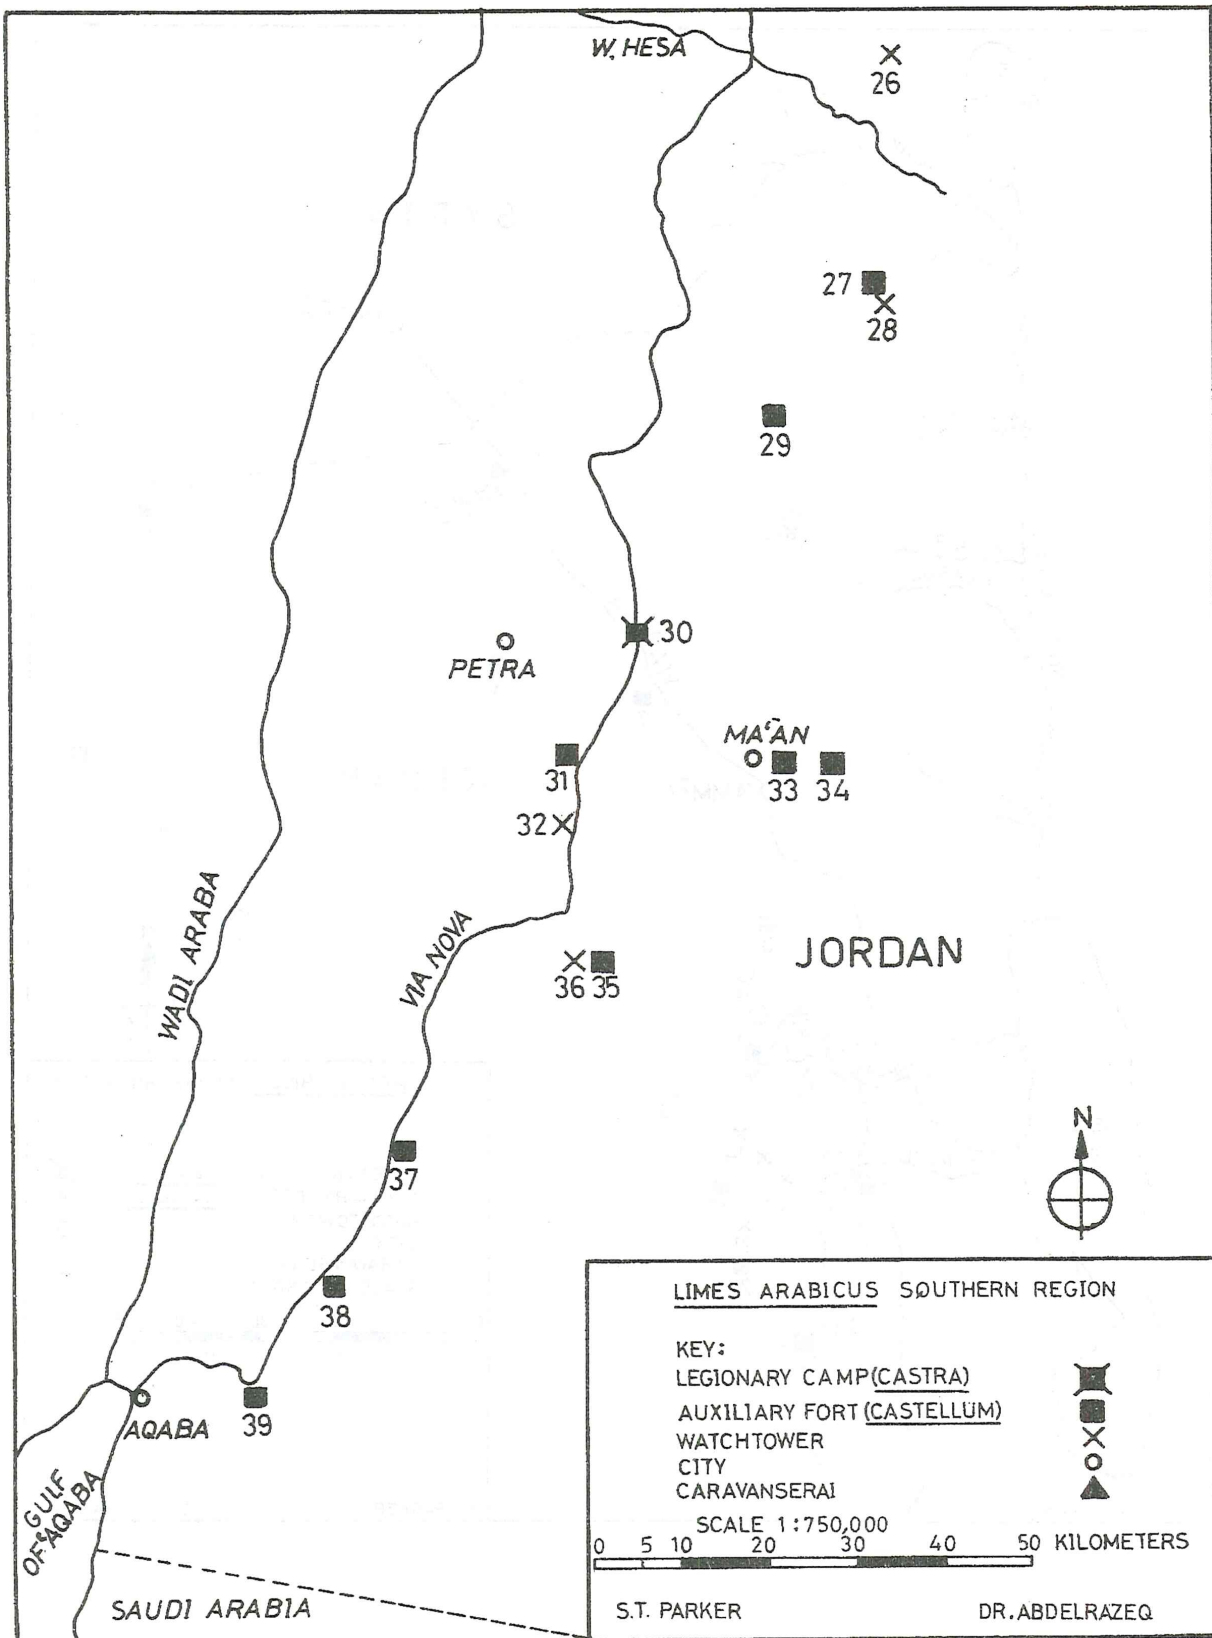 W. HESA
26
27
28
29
30
PETRA
MA'ĀN
31
33
34
32
JORDAN
WADI ARABA
VIA NOVA
36
35
N
37
38
AQABA
39
GULF
OF 'AQABA
SAUDI ARABIA
LIMES ARABICUS SOUTHERN REGION
KEY:
LEGIONARY CAMP (CASTRA)
AUXILIARY FORT (CASTELLUM)
WATCHTOWER
CITY
CARAVANSERAI
SCALE 1:750,000
0 5 10 20 30 40 50 KILOMETERS
S.T. PARKER DR. ABDELRAZEQ